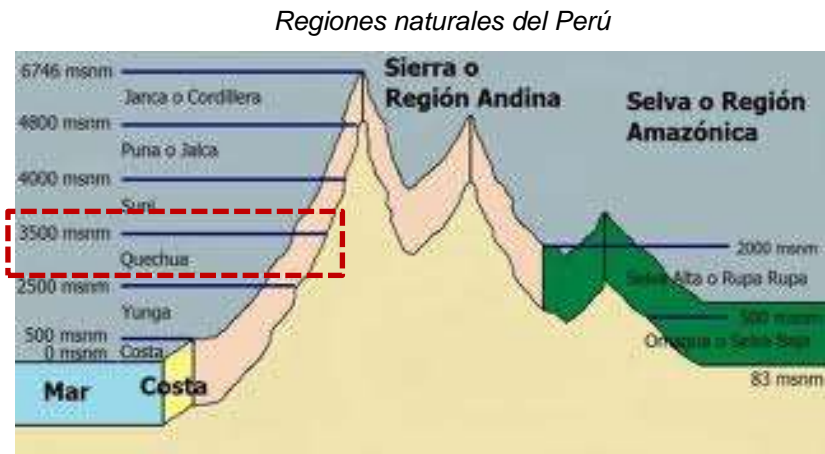 Regiones naturales del Perú
6746 msnm
Janca o Cordillera
4800 msnm
Puna o Jalca
4000 msnm
Suni
3500 msnm
Quechua
2500 msnm
Yunga
500 msnm
0 msnm Costa
Mar
Costa
Sierra o
Región Andina
Selva o Región
Amazónica
2000 msnm
Selva Alta o Rupa Rupa
500 msnm
Omagua o Selva Baja
83 msnm